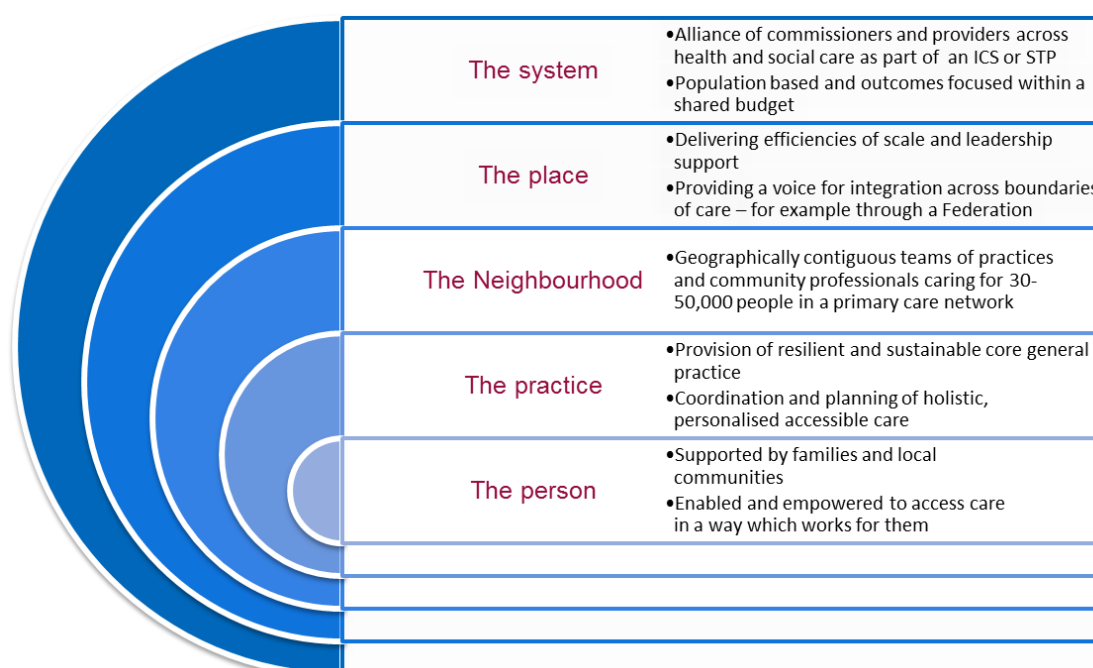 The system
•Alliance of commissioners and providers across
health and social care as part of an ICS or STP
•Population based and outcomes focused within a
shared budget
The place
•Delivering efficiencies of scale and leadership
support
•Providing a voice for integration across boundaries
of care – for example through a Federation
The Neighbourhood
•Geographically contiguous teams of practices
and community professionals caring for 30-
50,000 people in a primary care network
The practice
•Provision of resilient and sustainable core general
practice
•Coordination and planning of holistic,
personalised accessible care
The person
•Supported by families and local
communities
•Enabled and empowered to access care
in a way which works for them